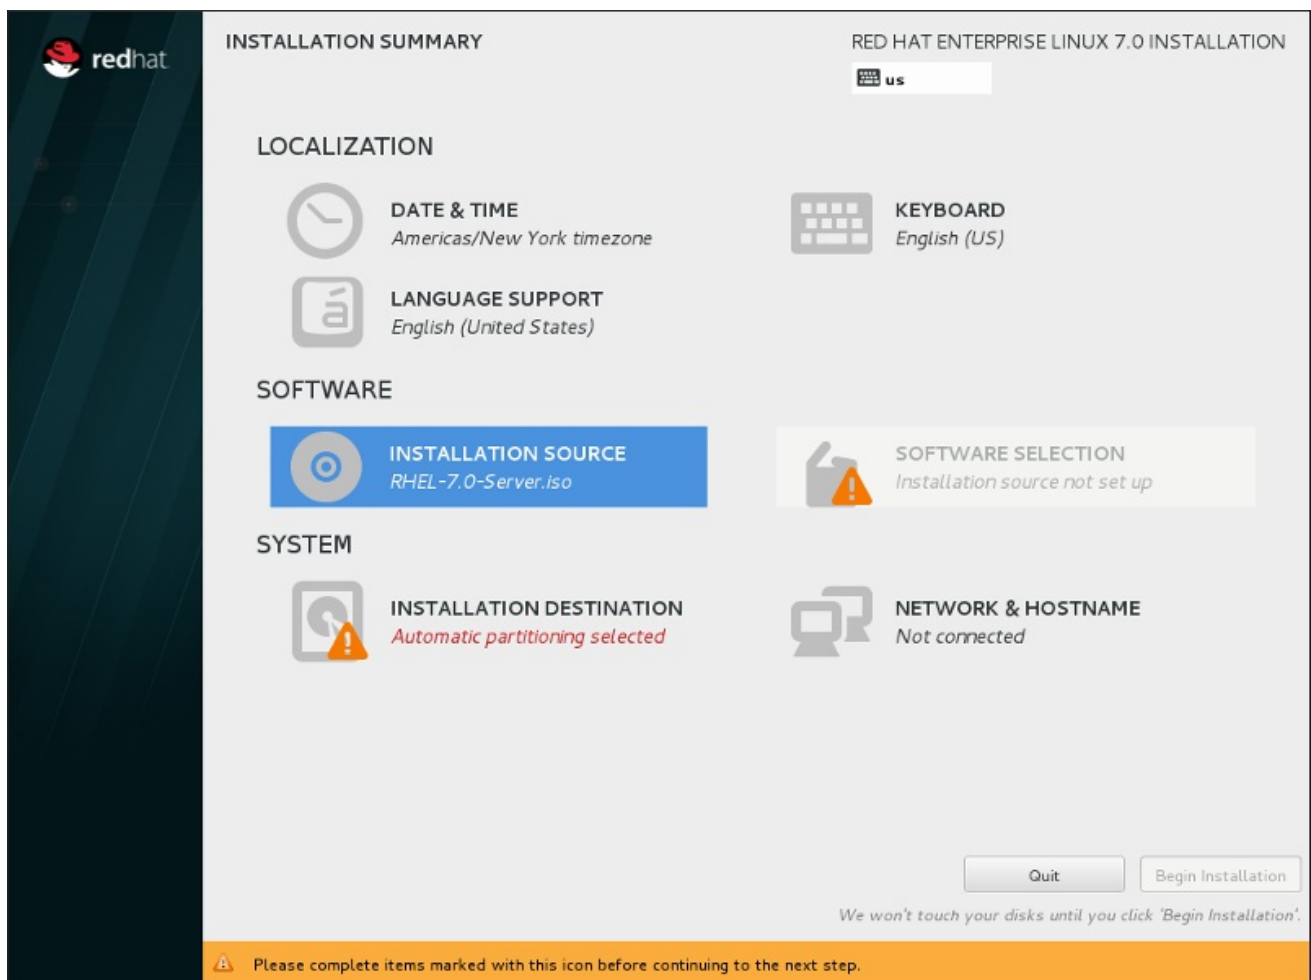 redhat
INSTALLATION SUMMARY
RED HAT ENTERPRISE LINUX 7.0 INSTALLATION
us
LOCALIZATION
DATE & TIME
Americas/New York timezone
KEYBOARD
English (US)
LANGUAGE SUPPORT
English (United States)
á
SOFTWARE
INSTALLATION SOURCE
RHEL-7.0-Server.iso
SOFTWARE SELECTION
Installation source not set up
SYSTEM
INSTALLATION DESTINATION
Automatic partitioning selected
NETWORK & HOSTNAME
Not connected
Quit
Begin Installation
We won't touch your disks until you click 'Begin Installation'.
Please complete items marked with this icon before continuing to the next step.